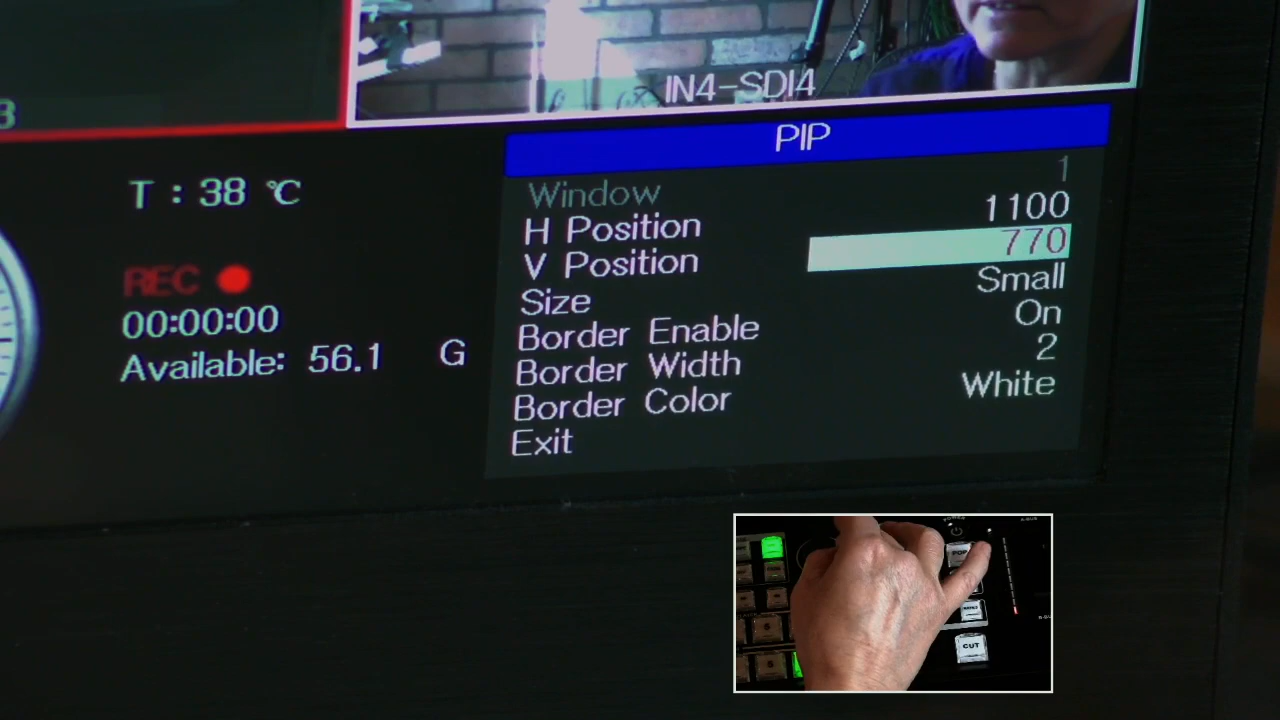 3
IN4-SDI4
T : 38 ℃
REC
00:00:00
Available: 56.1 G
PIP
Window 1
H Position 1100
V Position 770
Size Small
Border Enable On
Border Width 2
Border Color White
Exit
CUT